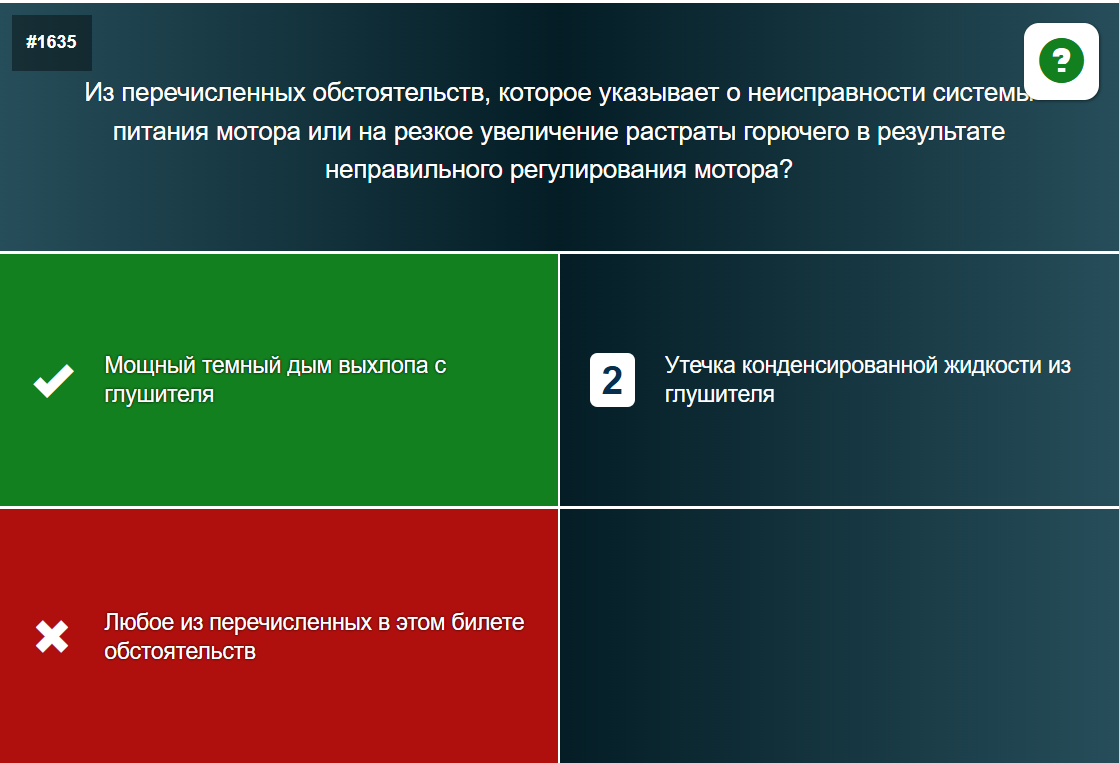 #1635
?
Из перечисленных обстоятельств, которое указывает о неисправности системы
питания мотора или на резкое увеличение растраты горючего в результате
неправильного регулирования мотора?
Мощный темный дым выхлопа с
глушителя
2
Утечка конденсированной жидкости из
глушителя
Любое из перечисленных в этом билете
обстоятельств